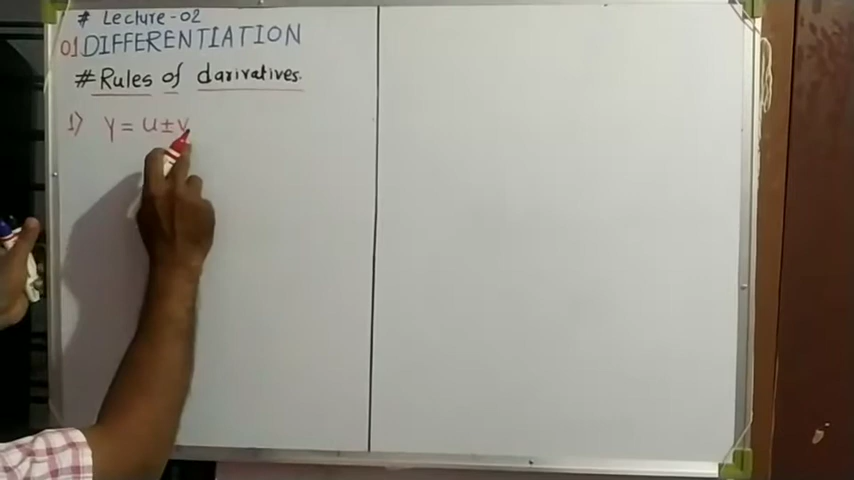 # Lecture-02
01 DIFFERENTIATION
# Rules of darivatives.
1) y = u ± v